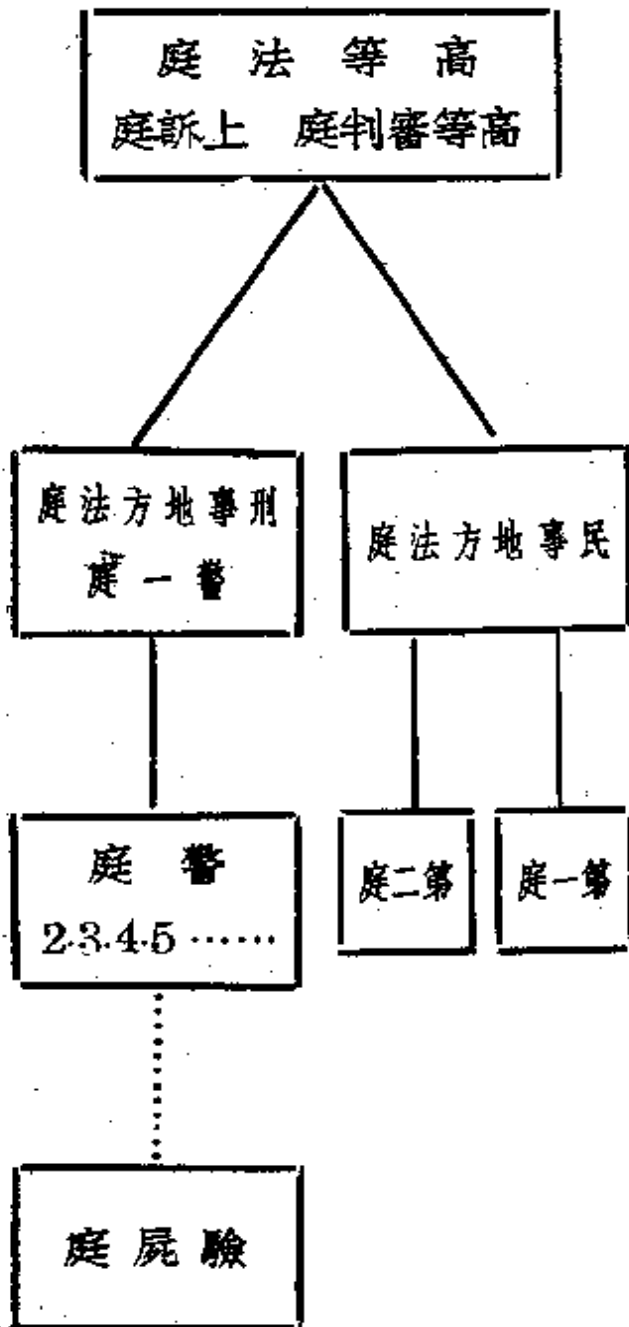 高等法庭
高等審判庭　上訴庭
刑事地方法庭
警一庭
民事地方法庭
警庭
2.3.4.5 ......
第二庭
第一庭
驗屍庭